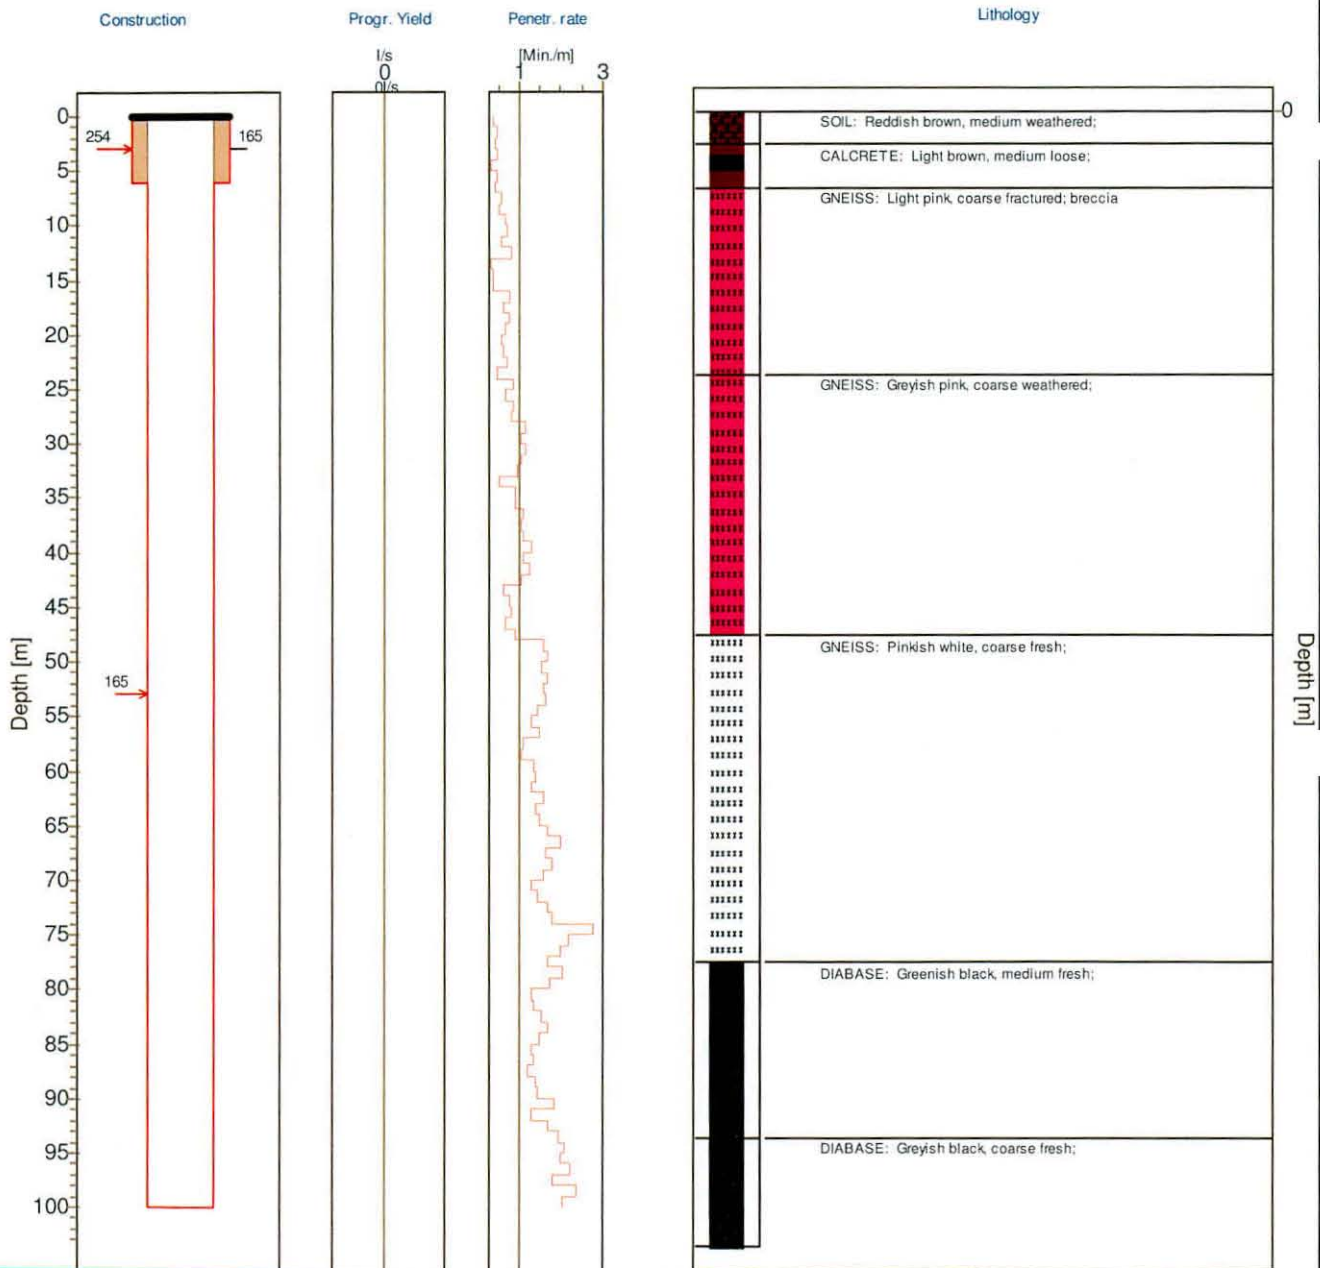 Construction
Progr. Yield
Penetr. rate
Lithology
l/s
0
0l/s
[Min./m]
1
3
0
254
165
5
10
15
20
25
30
35
40
45
50
165
55
60
65
70
75
80
85
90
95
100
Depth [m]
0
SOIL: Reddish brown, medium weathered;
CALCRETE: Light brown, medium loose;
GNEISS: Light pink, coarse fractured; breccia
GNEISS: Greyish pink, coarse weathered;
GNEISS: Pinkish white, coarse fresh;
DIABASE: Greenish black, medium fresh;
DIABASE: Greyish black, coarse fresh;
Depth [m]